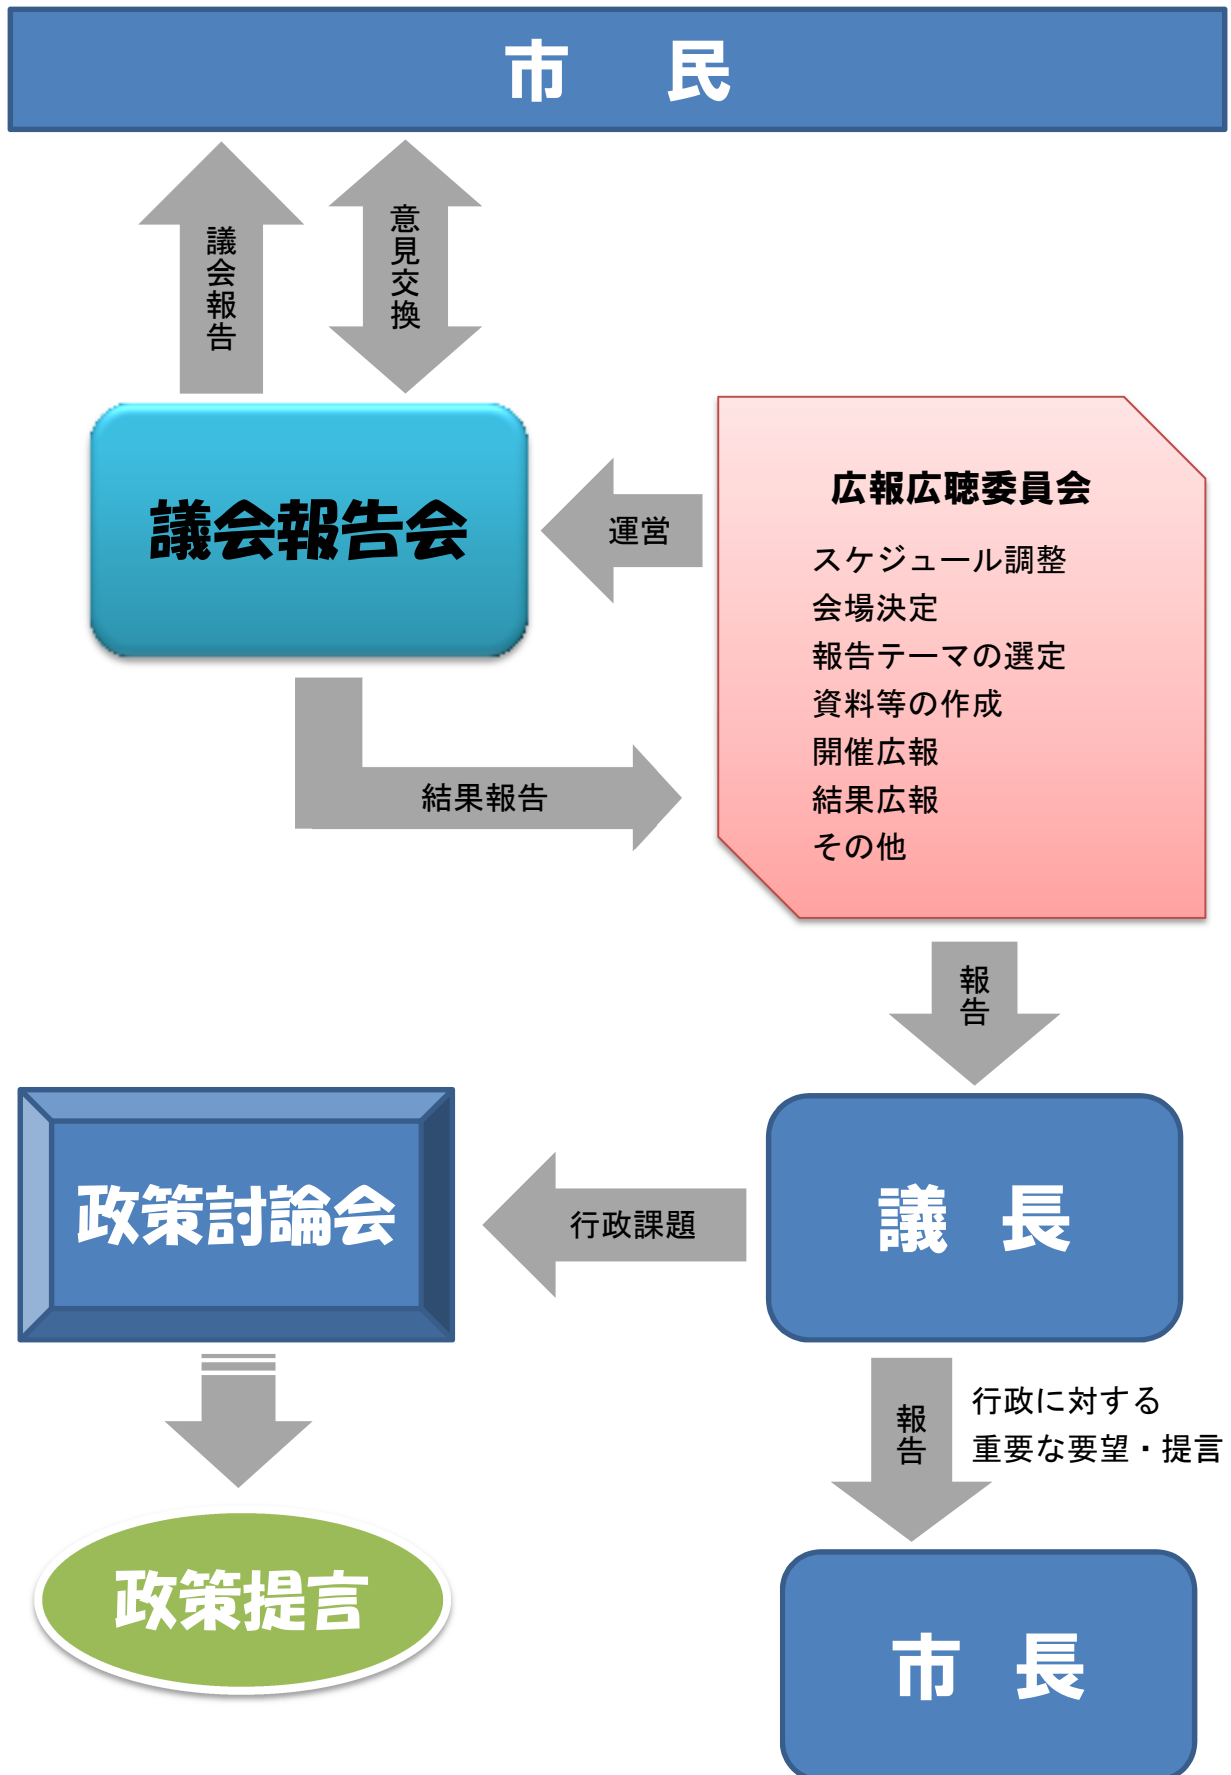 市　民
議会報告
意見交換
議会報告会
運営
広報広聴委員会
スケジュール調整
会場決定
報告テーマの選定
資料等の作成
開催広報
結果広報
その他
結果報告
報告
議　長
行政課題
政策討論会
報告
行政に対する
重要な要望・提言
政策提言
市　長